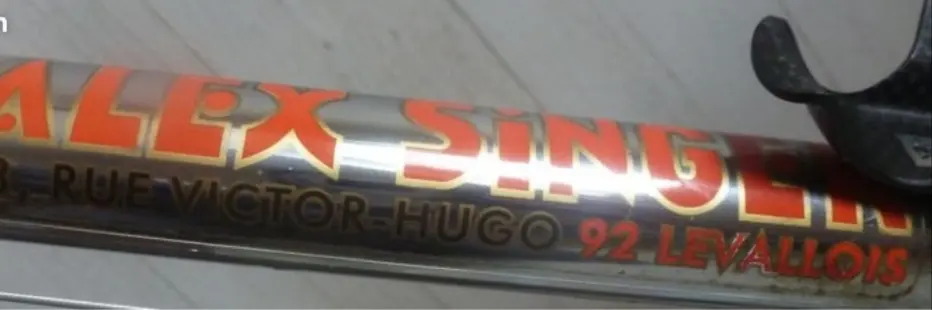 ALEX SiNGER
3, RUE VICTOR-HUGO 92 LEVALLOIS